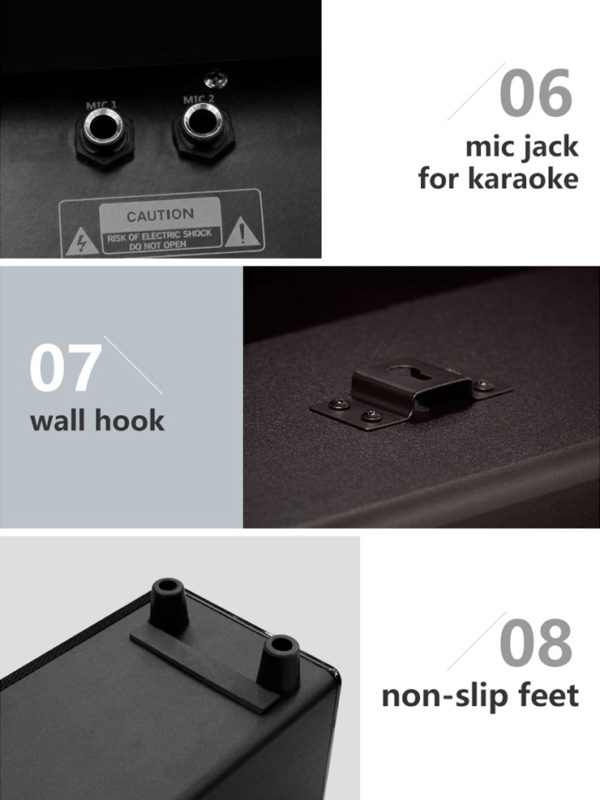 MIC 1
MIC 2
CAUTION
RISK OF ELECTRIC SHOCK
DO NOT OPEN
06
mic jack
for karaoke
07
wall hook
08
non-slip feet